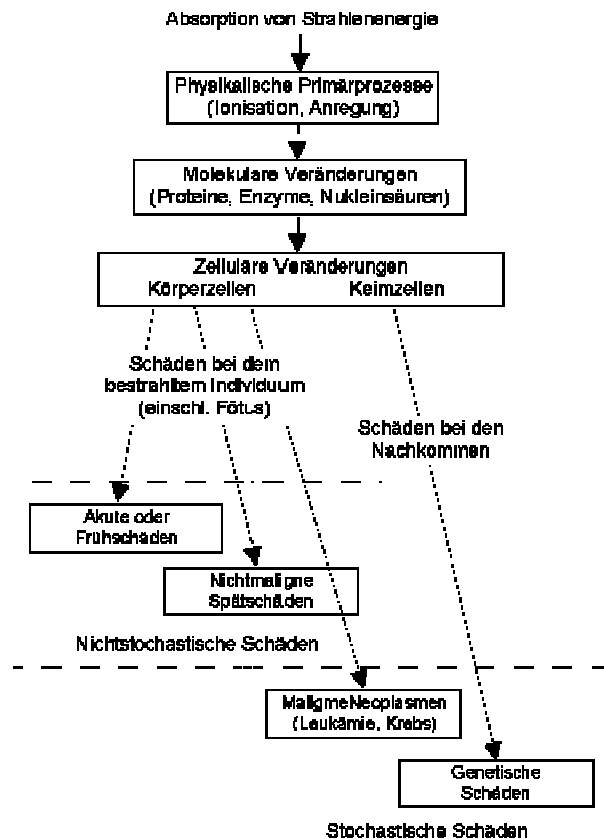 Absorption von Strahlenenergie
Physikalische Primärprozesse
(Ionisation, Anregung)
Molekulare Veränderungen
(Proteine, Enzyme, Nukleinsäuren)
Zelluläre Veränderungen
Körperzellen Keimzellen
Schäden bei dem
bestrahltem Individuum
(einschl. Fötus)
Schäden bei den
Nachkommen
Akute oder
Frühschäden
Nichtmaligne
Spätschäden
Nichtstochastische Schäden
MaligmeNeoplasmen
(Leukämie, Krebs)
Genetische
Schäden
Stochastische Schäden